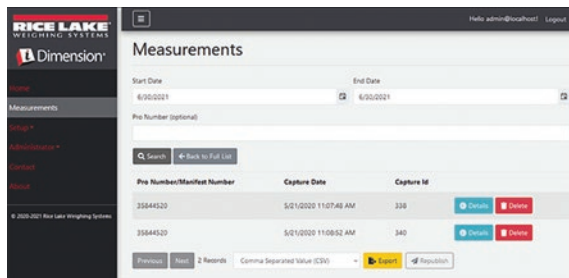 RICE LAKE
WEIGHING SYSTEMS
Dimension
Home
Measurements
Setup
Administrator
Contact
About
© 2020-2021 Rice Lake Weighing Systems
Hello admin@localhost! Logout
Measurements
Start Date End Date
6/30/2021 6/30/2021
Pro Number (optional)
Search Back to Full List
Pro Number/Manifest Number Capture Date Capture Id
35844520 5/21/2020 11:07:48 AM 338 Details Delete
35844520 5/21/2020 11:08:52 AM 340 Details Delete
Previous Next 2 Records Comma Separated Value (CSV) Export Republish